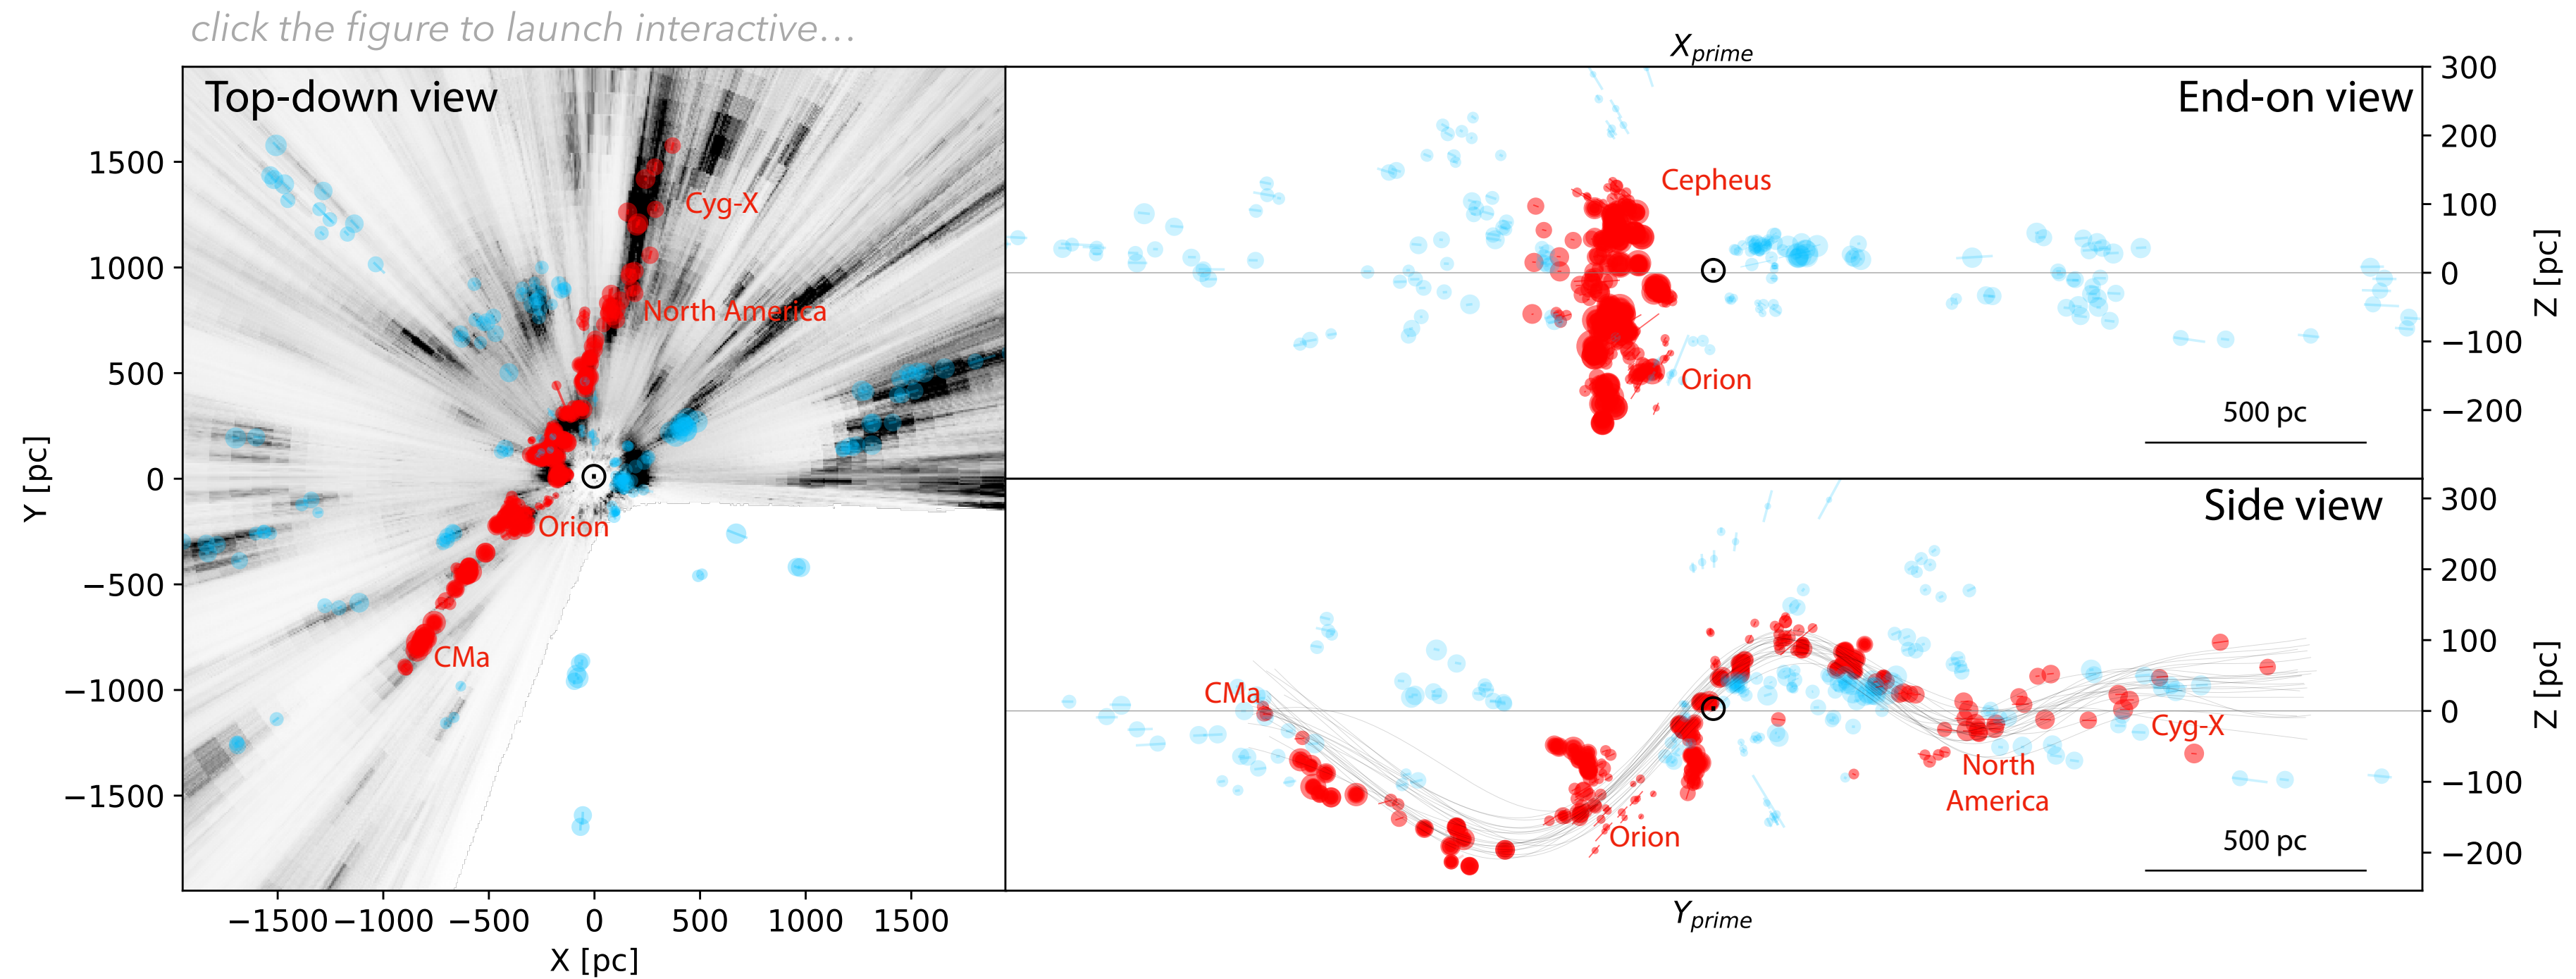 click the figure to launch interactive...
Top-down view
Cyg-X
North America
Orion
CMa
1500
1000
500
0
−500
−1000
−1500
Y [pc]
−1500
−1000
−500
0
500
1000
1500
X [pc]
X_prime
End-on view
Cepheus
Orion
500 pc
300
200
100
0
−100
−200
Z [pc]
Side view
CMa
Orion
North
America
Cyg-X
500 pc
300
200
100
0
−100
−200
Z [pc]
Y_prime